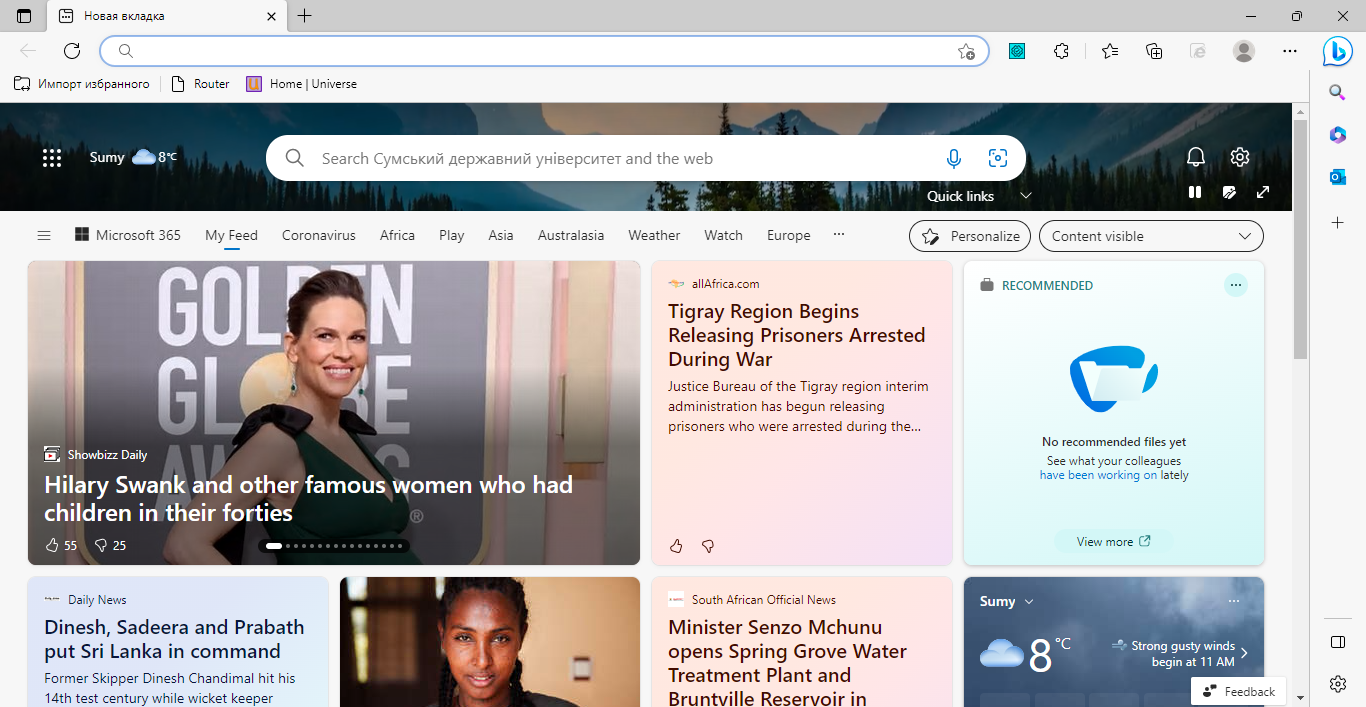 Новая вкладка
Импорт избранного
Router
Home | Universe
Sumy 8°C
Search Сумський державний університет and the web
Quick links
Microsoft 365
My Feed
Coronavirus
Africa
Play
Asia
Australasia
Weather
Watch
Europe
...
Personalize
Content visible
GOLDEN
GLOBE
AWARDS
®
Showbizz Daily
Hilary Swank and other famous women who had
children in their forties
55 25
allAfrica.com
Tigray Region Begins
Releasing Prisoners Arrested
During War
Justice Bureau of the Tigray region interim
administration has begun releasing
prisoners who were arrested during the...
RECOMMENDED
No recommended files yet
See what your colleagues
have been working on lately
View more
Daily News
Dinesh, Sadeera and Prabath
put Sri Lanka in command
Former Skipper Dinesh Chandimal hit his
14th test century while wicket keeper
South African Official News
Minister Senzo Mchunu
opens Spring Grove Water
Treatment Plant and
Bruntville Reservoir in
Sumy
8 °C
Strong gusty winds
begin at 11 AM
Feedback